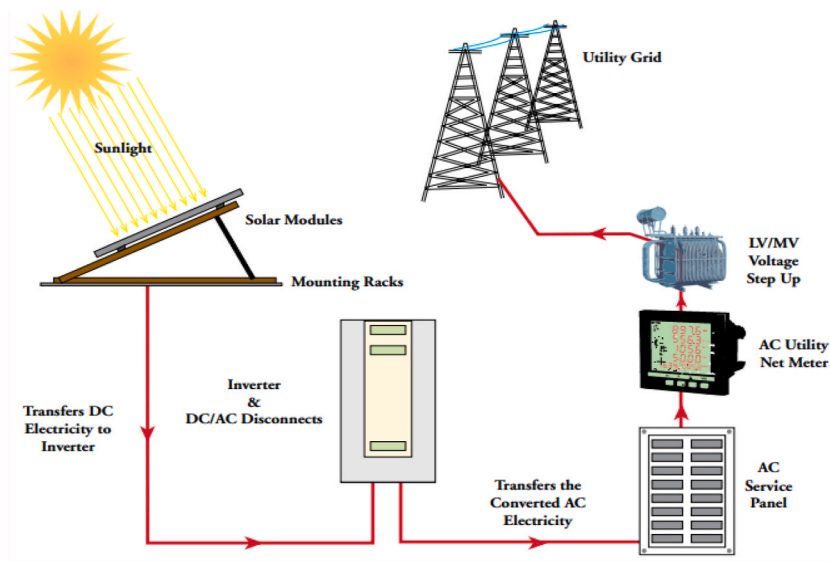 Sunlight
Utility Grid
Solar Modules
Mounting Racks
LV/MV
Voltage
Step Up
AC Utility
Net Meter
Inverter
&
DC/AC Disconnects
Transfers DC
Electricity to
Inverter
Transfers the
Converted AC
Electricity
AC
Service
Panel